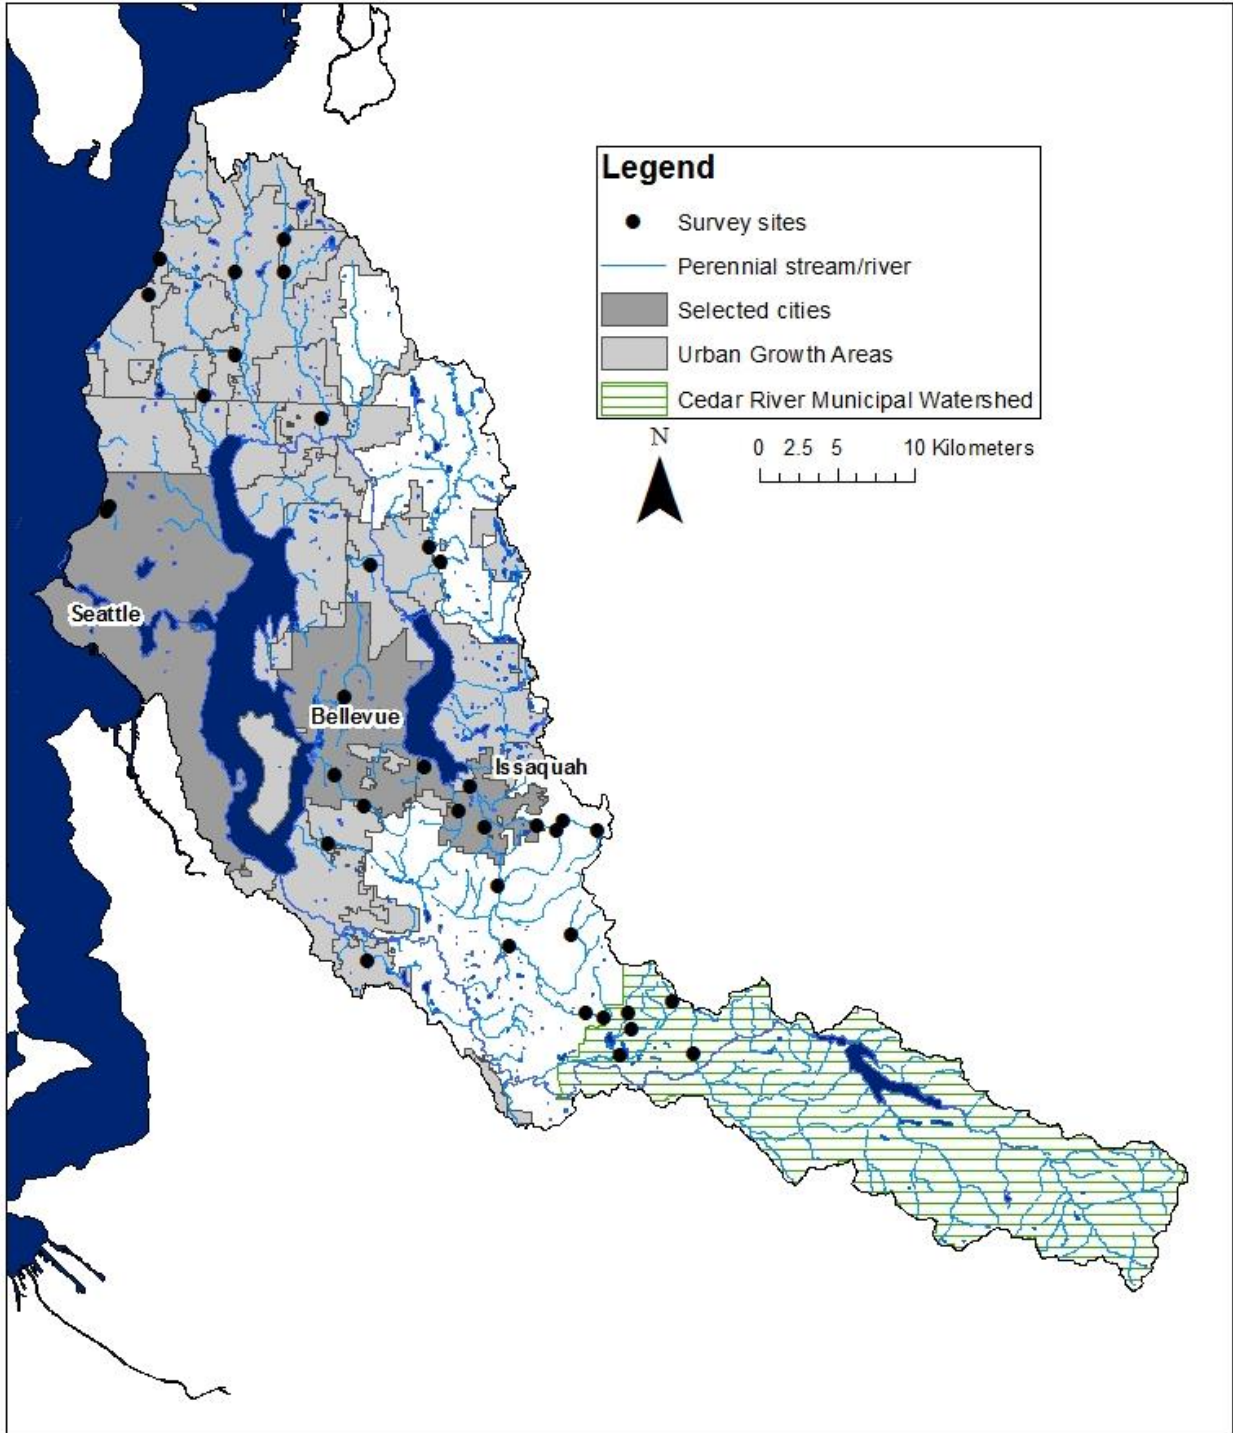 Legend
Survey sites
Perennial stream/river
Selected cities
Urban Growth Areas
Cedar River Municipal Watershed
N
0 2.5 5 10 Kilometers
Seattle
Bellevue
Issaquah